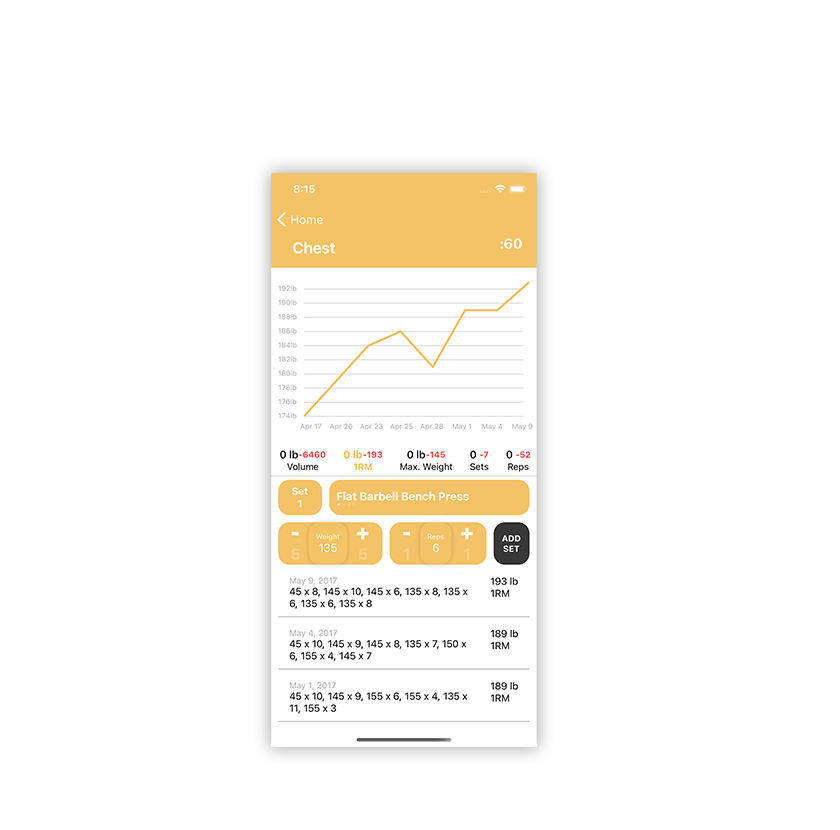 8:15
Home
Chest
:60
192lb
190lb
188lb
186lb
184lb
182lb
180lb
178lb
176lb
174lb
Apr 17 Apr 20 Apr 23 Apr 25 Apr 28 May 1 May 4 May 9
0 lb-6460 0 lb-193 0 lb-145 0 -7 0 -52
Volume 1RM Max. Weight Sets Reps
Set
1
Flat Barbell Bench Press
- Weight + - Reps +
5 135 5 1 6 1
ADD
SET
May 9, 2017
45 x 8, 145 x 10, 145 x 6, 135 x 8, 135 x
6, 135 x 6, 135 x 8
193 lb
1RM
May 4, 2017
45 x 10, 145 x 9, 145 x 8, 135 x 7, 150 x
6, 155 x 4, 145 x 7
189 lb
1RM
May 1, 2017
45 x 10, 145 x 9, 155 x 6, 155 x 4, 135 x
11, 155 x 3
189 lb
1RM